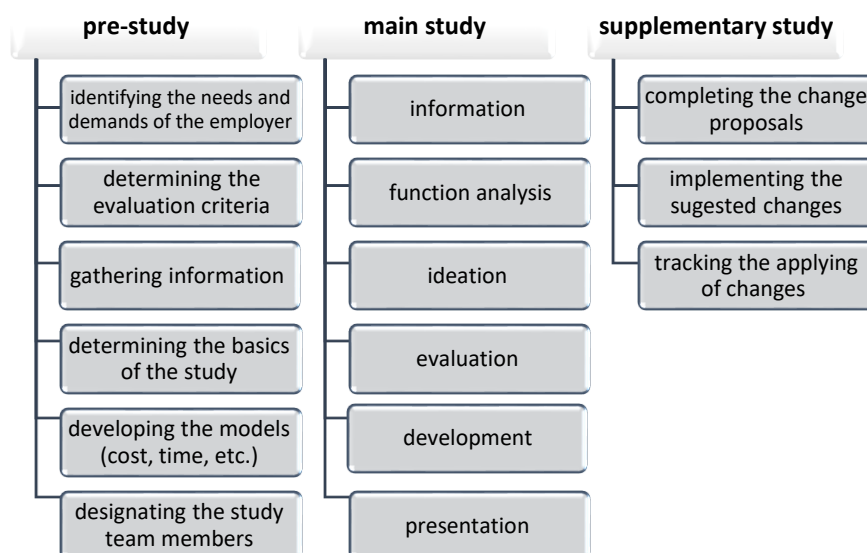 pre-study
identifying the needs and
demands of the employer
determining the
evaluation criteria
gathering information
determining the basics
of the study
developing the models
(cost, time, etc.)
designating the study
team members
main study
information
function analysis
ideation
evaluation
development
presentation
supplementary study
completing the change
proposals
implementing the
sugested changes
tracking the applying
of changes